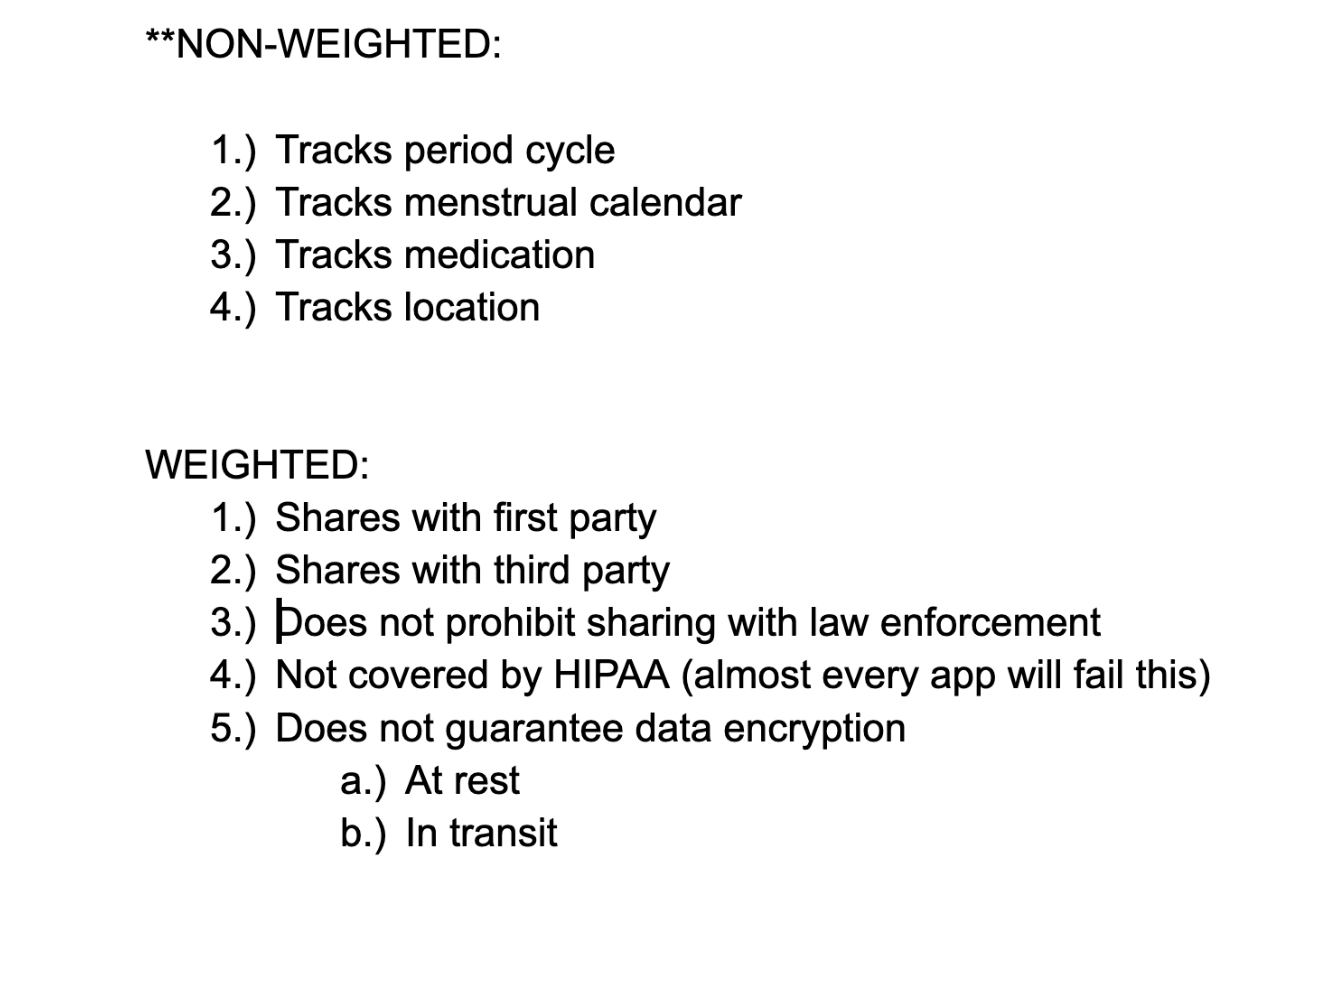 **NON-WEIGHTED:
1.) Tracks period cycle
2.) Tracks menstrual calendar
3.) Tracks medication
4.) Tracks location
WEIGHTED:
1.) Shares with first party
2.) Shares with third party
3.) Does not prohibit sharing with law enforcement
4.) Not covered by HIPAA (almost every app will fail this)
5.) Does not guarantee data encryption
a.) At rest
b.) In transit